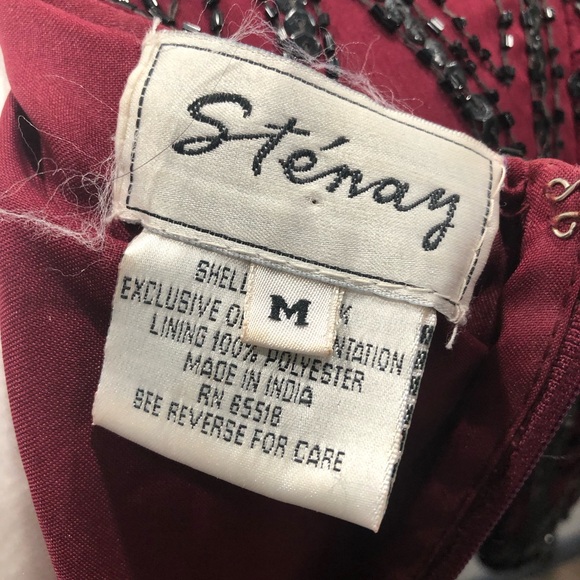 Sténay
M
SHELL
EXCLUSIVE O
LINING 100% POLYESTER
MADE IN INDIA
RN 65518
SEE REVERSE FOR CARE